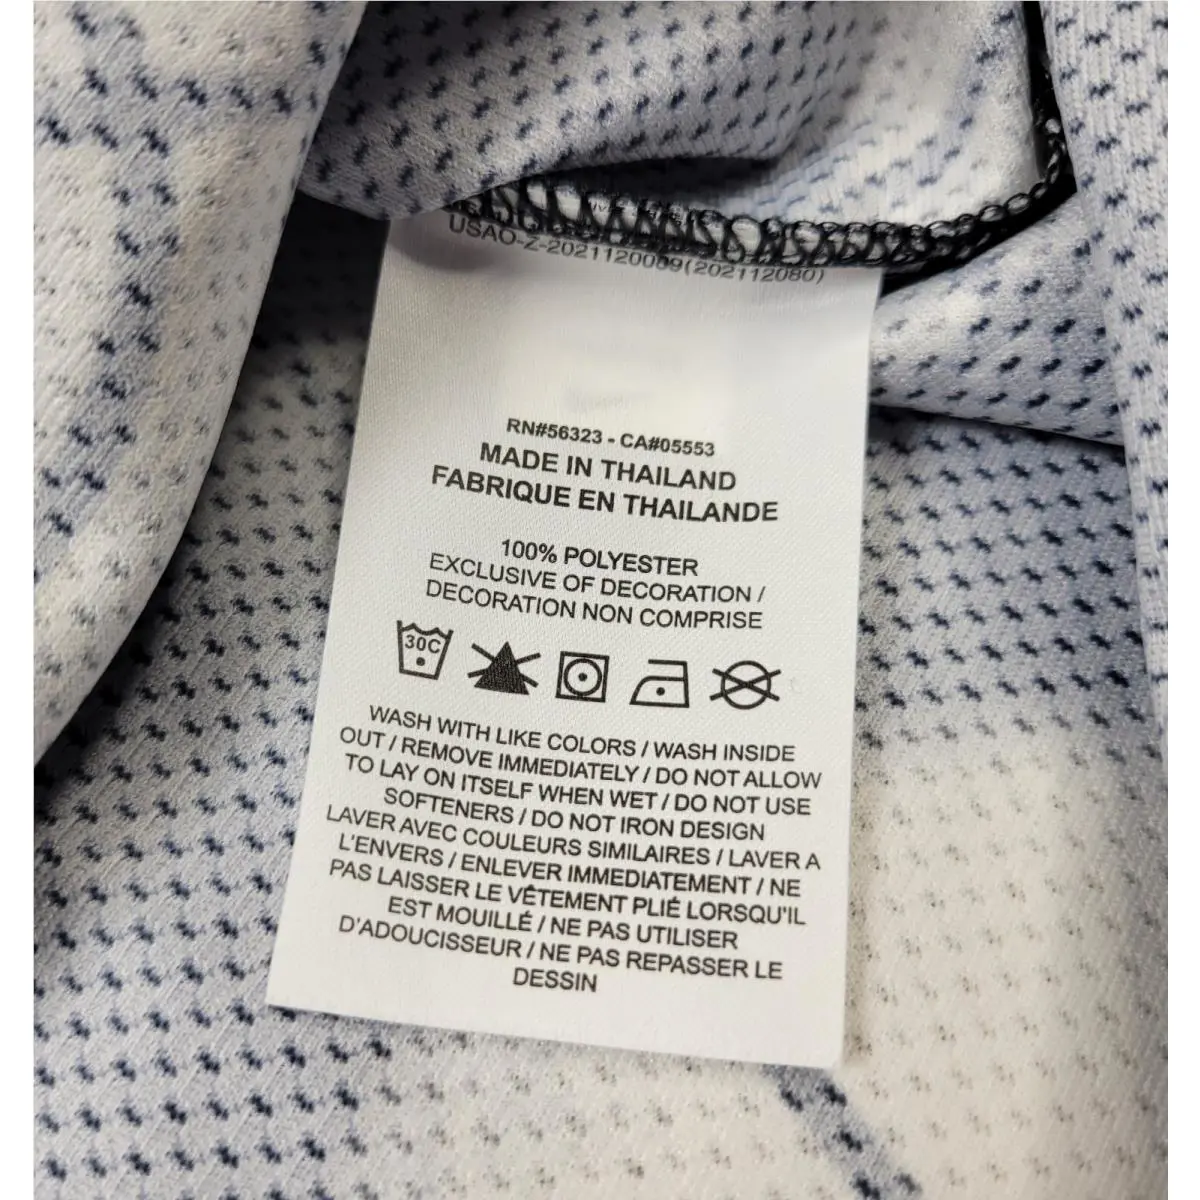 USAO-Z-2021120009(202112080)
RN#56323 - CA#05553
MADE IN THAILAND
FABRIQUE EN THAILANDE
100% POLYESTER
EXCLUSIVE OF DECORATION /
DECORATION NON COMPRISE
30C
WASH WITH LIKE COLORS / WASH INSIDE
OUT / REMOVE IMMEDIATELY / DO NOT ALLOW
TO LAY ON ITSELF WHEN WET / DO NOT USE
SOFTENERS / DO NOT IRON DESIGN
LAVER AVEC COULEURS SIMILAIRES / LAVER A
L'ENVERS / ENLEVER IMMEDIATEMENT / NE
PAS LAISSER LE VÊTEMENT PLIÉ LORSQU'IL
EST MOUILLÉ / NE PAS UTILISER
D'ADOUCISSEUR / NE PAS REPASSER LE
DESSIN